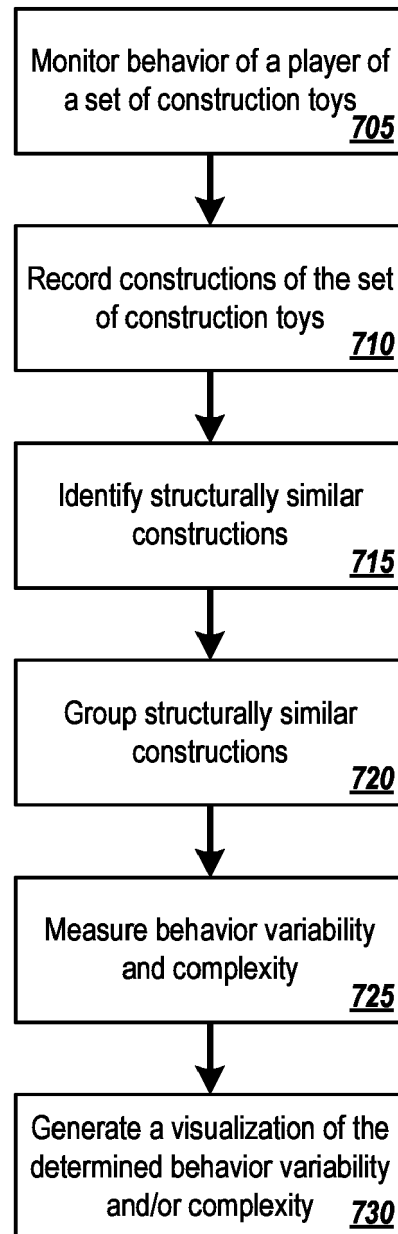 Monitor behavior of a player of
a set of construction toys
705
Record constructions of the set
of construction toys
710
Identify structurally similar
constructions
715
Group structurally similar
constructions
720
Measure behavior variability
and complexity
725
Generate a visualization of the
determined behavior variability
and/or complexity 730